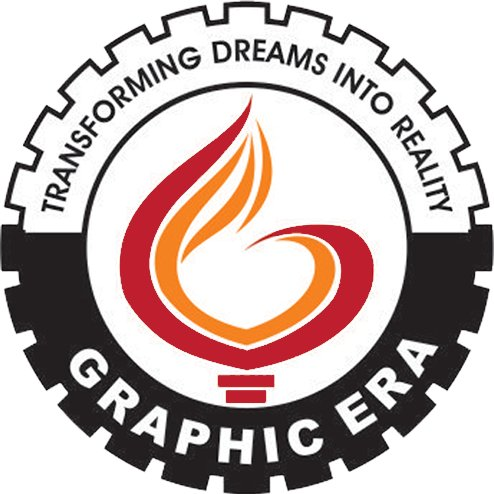 TRANSFORMING DREAMS INTO REALITY
GRAPHIC ERA